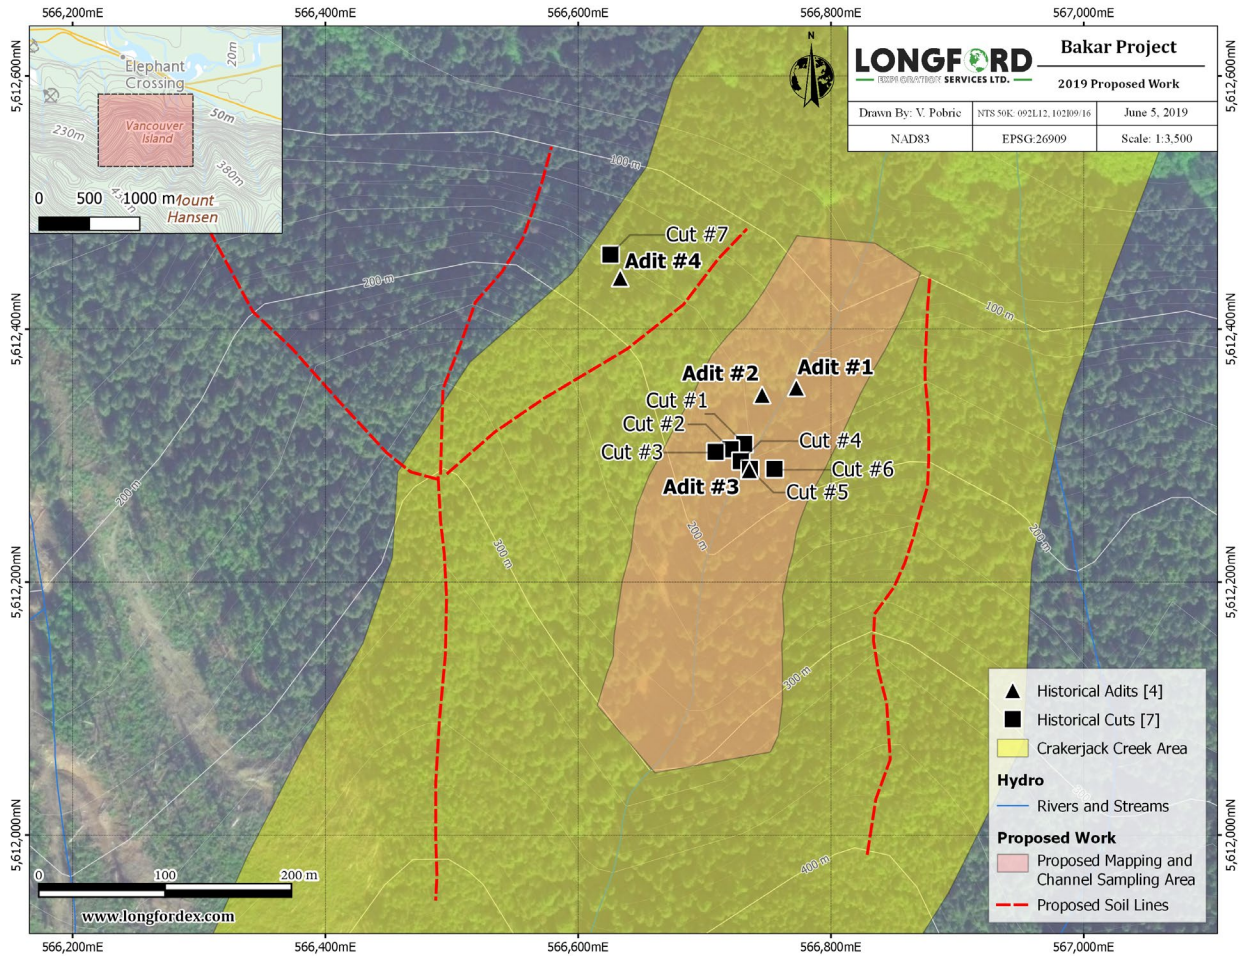 566,200mE 566,400mE 566,600mE 566,800mE 567,000mE
5,612,600mN
5,612,400mN
5,612,200mN
5,612,000mN
Elephant
Crossing
20m
50m
Vancouver
Island
230m
380m
0 500 1000 m
Mount
Hansen
N
LONGFORD
EXPLORATION SERVICES LTD.
Bakar Project
2019 Proposed Work
Drawn By: V. Pobric NTS 50K: 092L12, 102I09/16 June 5, 2019
NAD83 EPSG:26909 Scale: 1:3,500
100 m
Cut #7
Adit #4
200 m
100 m
Adit #2
Adit #1
Cut #1
Cut #2
Cut #3
Cut #4
Cut #6
Adit #3
Cut #5
200 m
200 m
300 m
200 m
300 m
400 m
Historical Adits [4]
Historical Cuts [7]
Crakerjack Creek Area
Hydro
Rivers and Streams
Proposed Work
Proposed Mapping and
Channel Sampling Area
Proposed Soil Lines
0 100 200 m
www.longfordex.com
5,612,600mN
5,612,400mN
5,612,200mN
5,612,000mN
566,200mE 566,400mE 566,600mE 566,800mE 567,000mE